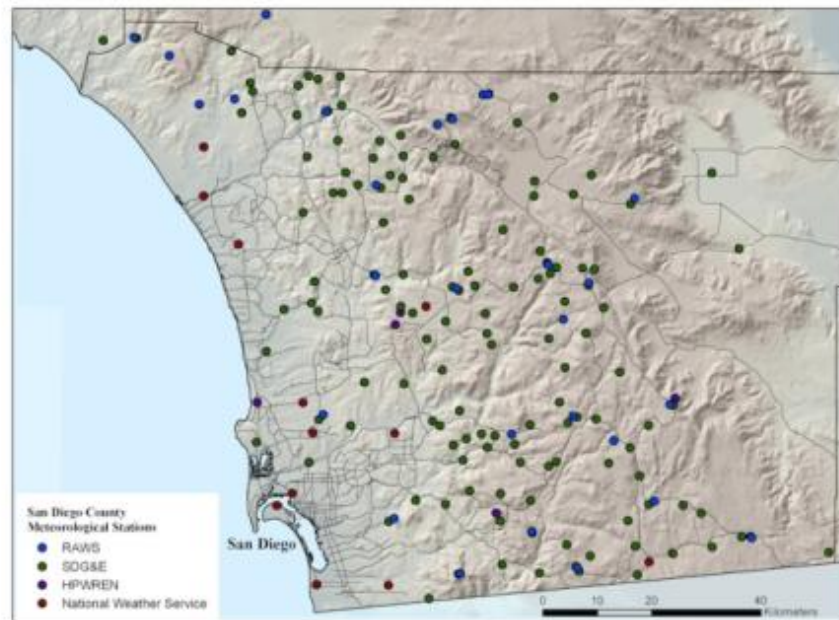 San Diego County
Meteorological Stations
RAWS
SDG&E
HPWREN
National Weather Service
San Diego
0 10 20 40
Kilometers